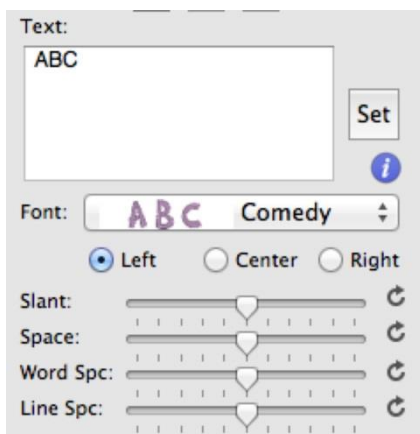 Text:
ABC
Set
i
Font: ABC Comedy
Left Center Right
Slant:
Space:
Word Spc:
Line Spc: